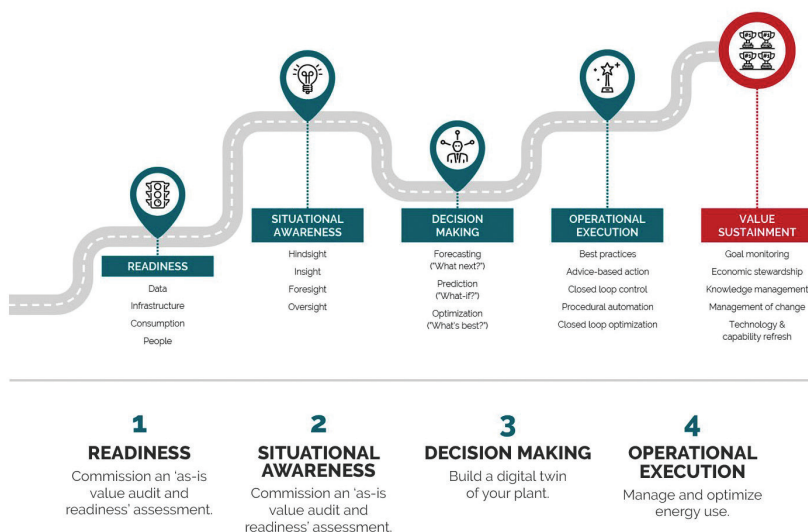 #1 #1
#1 #1
READINESS
Data
Infrastructure
Consumption
People
SITUATIONAL
AWARENESS
Hindsight
Insight
Foresight
Oversight
DECISION
MAKING
Forecasting
("What next?")
Prediction
("What-if?")
Optimization
("What's best?")
OPERATIONAL
EXECUTION
Best practices
Advice-based action
Closed loop control
Procedural automation
Closed loop optimization
VALUE
SUSTAINMENT
Goal monitoring
Economic stewardship
Knowledge management
Management of change
Technology &
capability refresh
1
READINESS
Commission an ‘as-is
value audit and
readiness’ assessment.
2
SITUATIONAL
AWARENESS
Commission an ‘as-is
value audit and
readiness’ assessment.
3
DECISION MAKING
Build a digital twin
of your plant.
4
OPERATIONAL
EXECUTION
Manage and optimize
energy use.